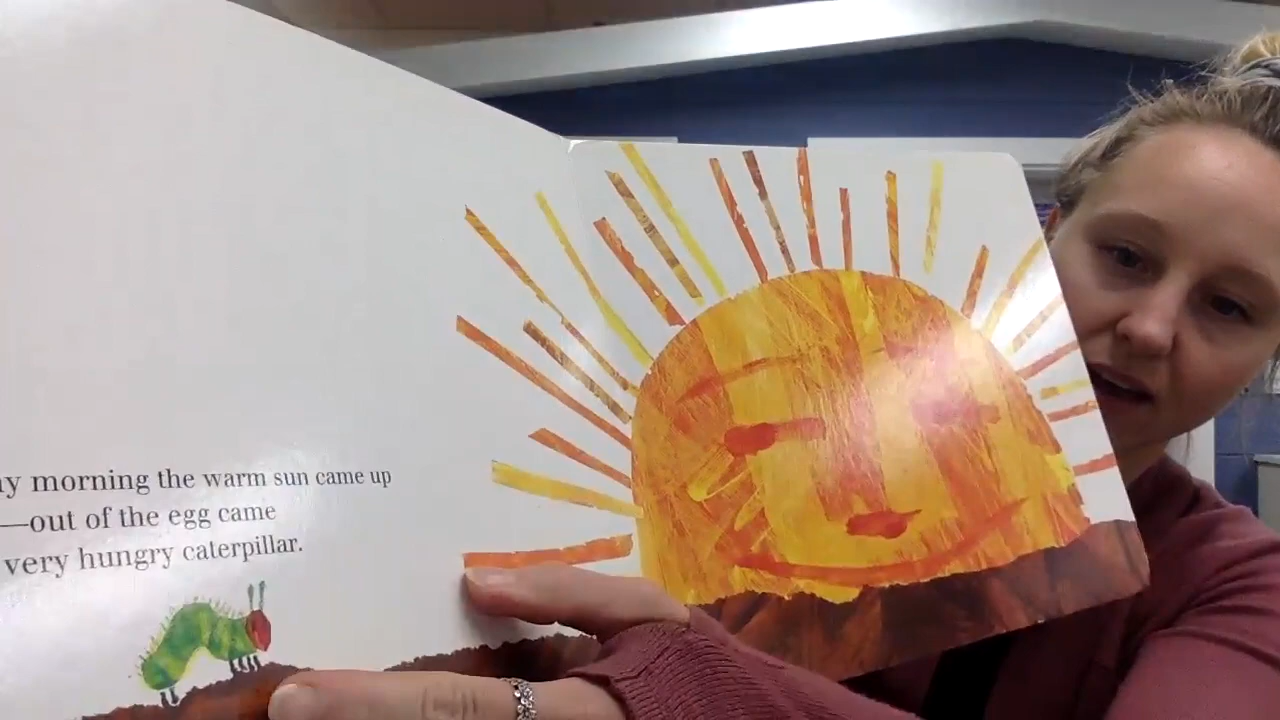 morning the warm sun came up
—out of the egg came
very hungry caterpillar.